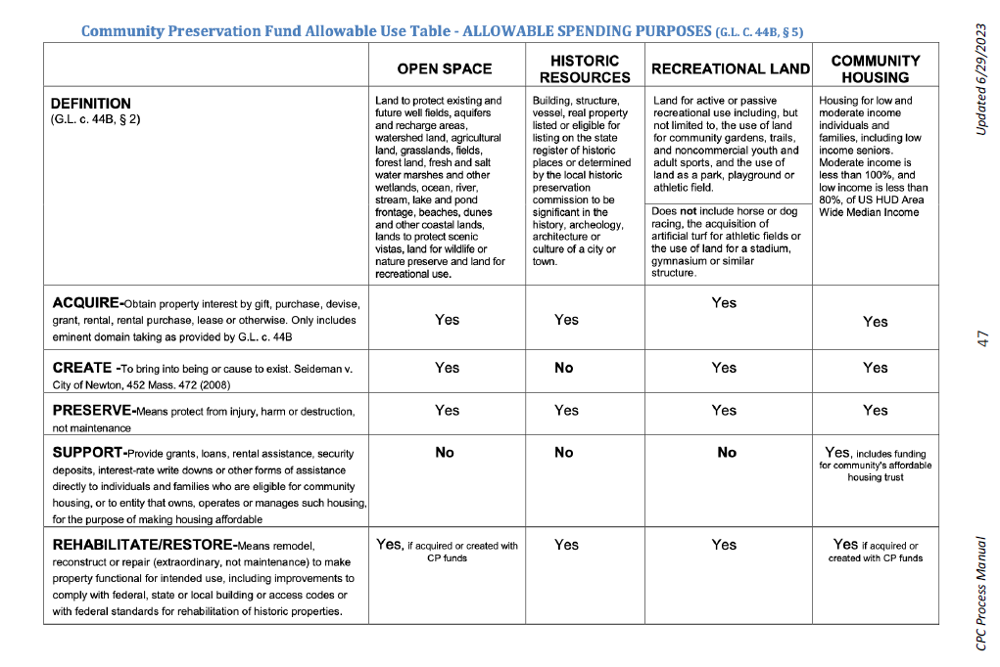 Community Preservation Fund Allowable Use Table - ALLOWABLE SPENDING PURPOSES (G.L. C. 44B, § 5)
OPEN SPACE
HISTORIC
RESOURCES
RECREATIONAL LAND
COMMUNITY
HOUSING
DEFINITION
(G.L. c. 44B, § 2)
Land to protect existing and
future well fields, aquifers
and recharge areas,
watershed land, agricultural
land, grasslands, fields,
forest land, fresh and salt
water marshes and other
wetlands, ocean, river,
stream, lake and pond
frontage, beaches, dunes
and other coastal lands,
lands to protect scenic
vistas, land for wildlife or
nature preserve and land for
recreational use.
Building, structure,
vessel, real property
listed or eligible for
listing on the state
register of historic
places or determined
by the local historic
preservation
commission to be
significant in the
history, archeology,
architecture or
culture of a city or
town.
Land for active or passive
recreational use including, but
not limited to, the use of land
for community gardens, trails,
and noncommercial youth and
adult sports, and the use of
land as a park, playground or
athletic field.
Does not include horse or dog
racing, the acquisition of
artificial turf for athletic fields or
the use of land for a stadium,
gymnasium or similar
structure.
Housing for low and
moderate income
individuals and
families, including low
income seniors.
Moderate income is
less than 100%, and
low income is less than
80%, of US HUD Area
Wide Median Income
ACQUIRE-Obtain property interest by gift, purchase, devise,
grant, rental, rental purchase, lease or otherwise. Only includes
eminent domain taking as provided by G.L. c. 44B
Yes
Yes
Yes
Yes
CREATE -To bring into being or cause to exist. Seideman v.
City of Newton, 452 Mass. 472 (2008)
Yes
No
Yes
Yes
PRESERVE-Means protect from injury, harm or destruction,
not maintenance
Yes
Yes
Yes
Yes
SUPPORT-Provide grants, loans, rental assistance, security
deposits, interest-rate write downs or other forms of assistance
directly to individuals and families who are eligible for community
housing, or to entity that owns, operates or manages such housing,
for the purpose of making housing affordable
No
No
No
Yes, includes funding
for community's affordable
housing trust
REHABILITATE/RESTORE-Means remodel,
reconstruct or repair (extraordinary, not maintenance) to make
property functional for intended use, including improvements to
comply with federal, state or local building or access codes or
with federal standards for rehabilitation of historic properties.
Yes, if acquired or created with
CP funds
Yes
Yes
Yes if acquired or
created with CP funds
Updated 6/29/2023
47
CPC Process Manual